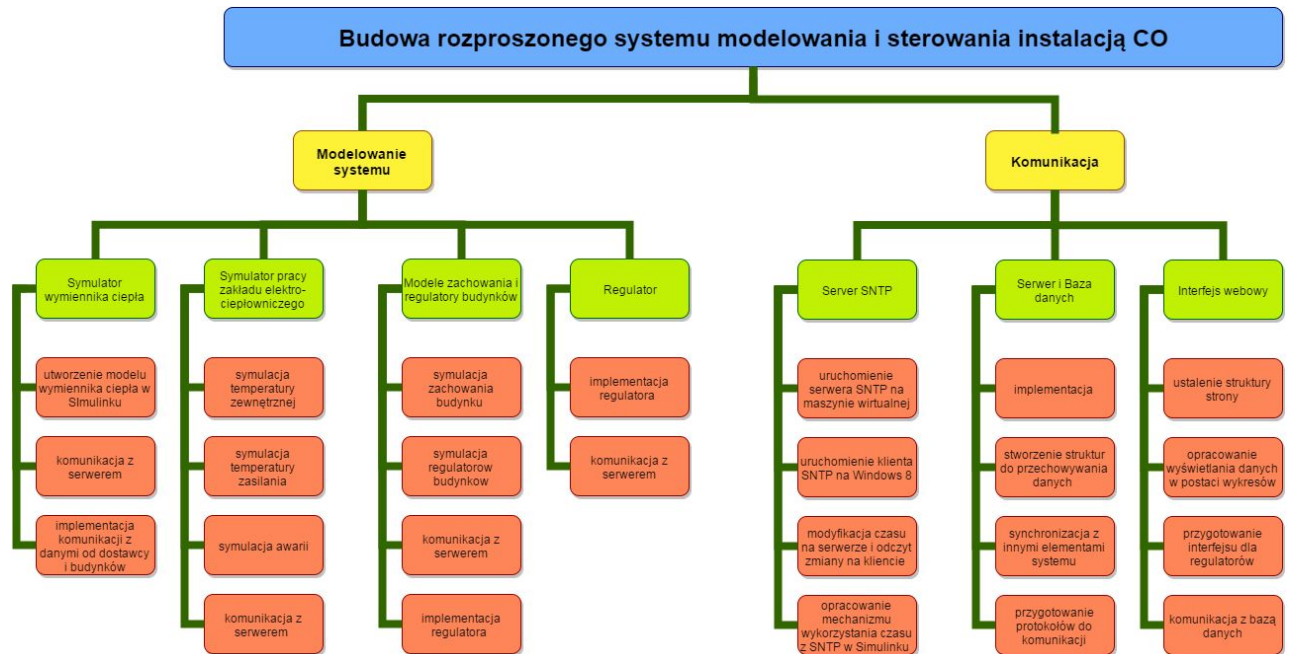 Budowa rozproszonego systemu modelowania i sterowania instalacją CO
Modelowanie
systemu
Komunikacja
Symulator
wymiennika ciepła
Symulator pracy
zakładu elektro-
ciepłowniczego
Modele zachowania i
regulatory budynków
Regulator
Server SNTP
Serwer i Baza
danych
Interfejs webowy
utworzenie modelu
wymiennika ciepła w
SImulinku
komunikacja z
serwerem
implementacja
komunikacji z
danymi od dostawcy
i budynków
symulacja
temperatury
zewnętrznej
symulacja
temperatury
zasilania
symulacja awarii
komunikacja z
serwerem
symulacja
zachowania
budynku
symulacja
regulatorow
budynkow
komunikacja z
serwerem
implementacja
regulatora
implementacja
regulatora
komunikacja z
serwerem
uruchomienie
serwera SNTP na
maszynie wirtualnej
uruchomienie klienta
SNTP na Windows 8
modyfikacja czasu
na serwerze i odczyt
zmiany na kliencie
opracowanie
mechanizmu
wykorzystania czasu
z SNTP w Simulinku
implementacja
stworzenie struktur
do przechowywania
danych
synchronizacja z
innymi elementami
systemu
przygotowanie
protokołów do
komunikacji
ustalenie struktury
strony
opracowanie
wyświetlania danych
w postaci wykresów
przygotowanie
interfejsu dla
regulatorów
komunikacja z bazą
danych